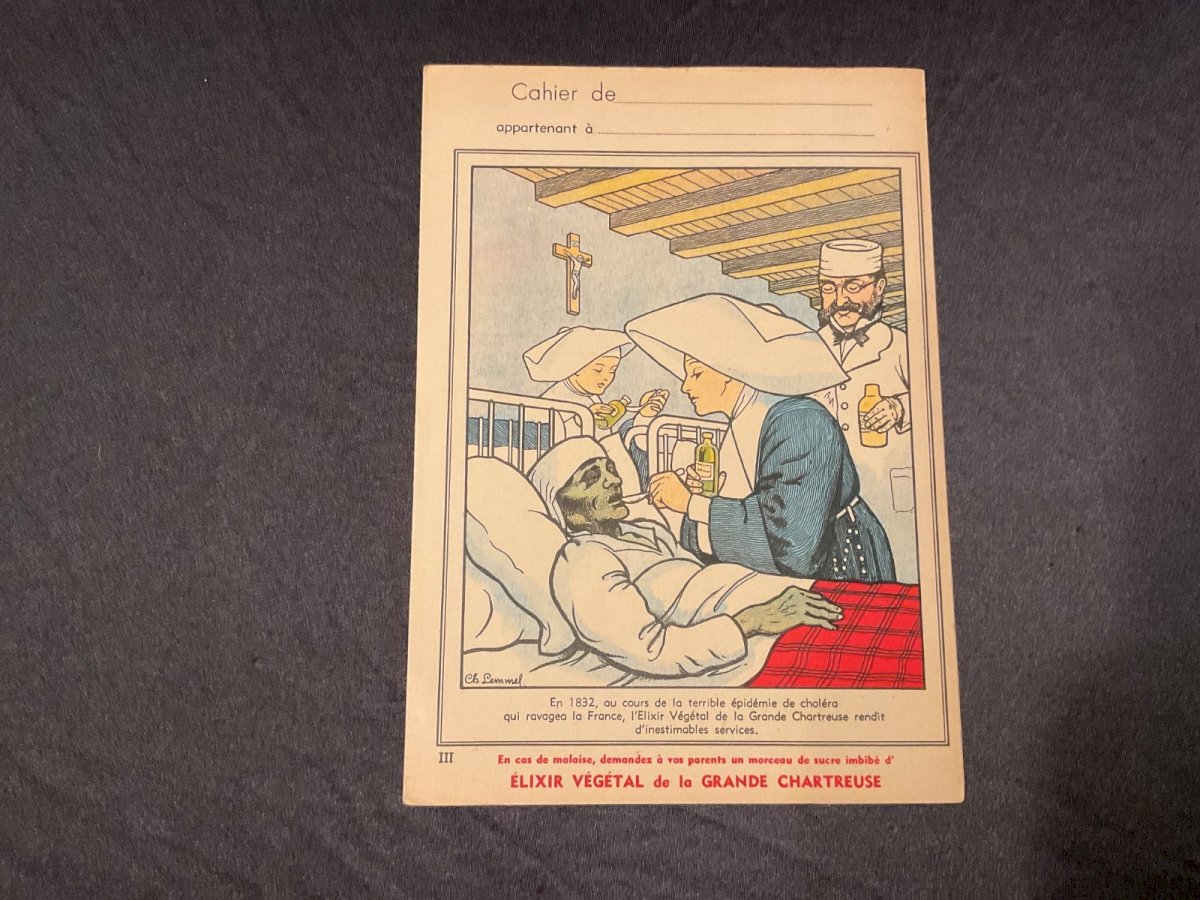 Cahier de
appartenant à
Ch. Lemmel
En 1832, au cours de la terrible épidémie de choléra
qui ravagea la France, l'Elixir Végétal de la Grande Chartreuse rendit
d'inestimables services.
III
En cas de malaise, demandez à vos parents un morceau de sucre imbibé d'
ÉLIXIR VÉGÉTAL de la GRANDE CHARTREUSE